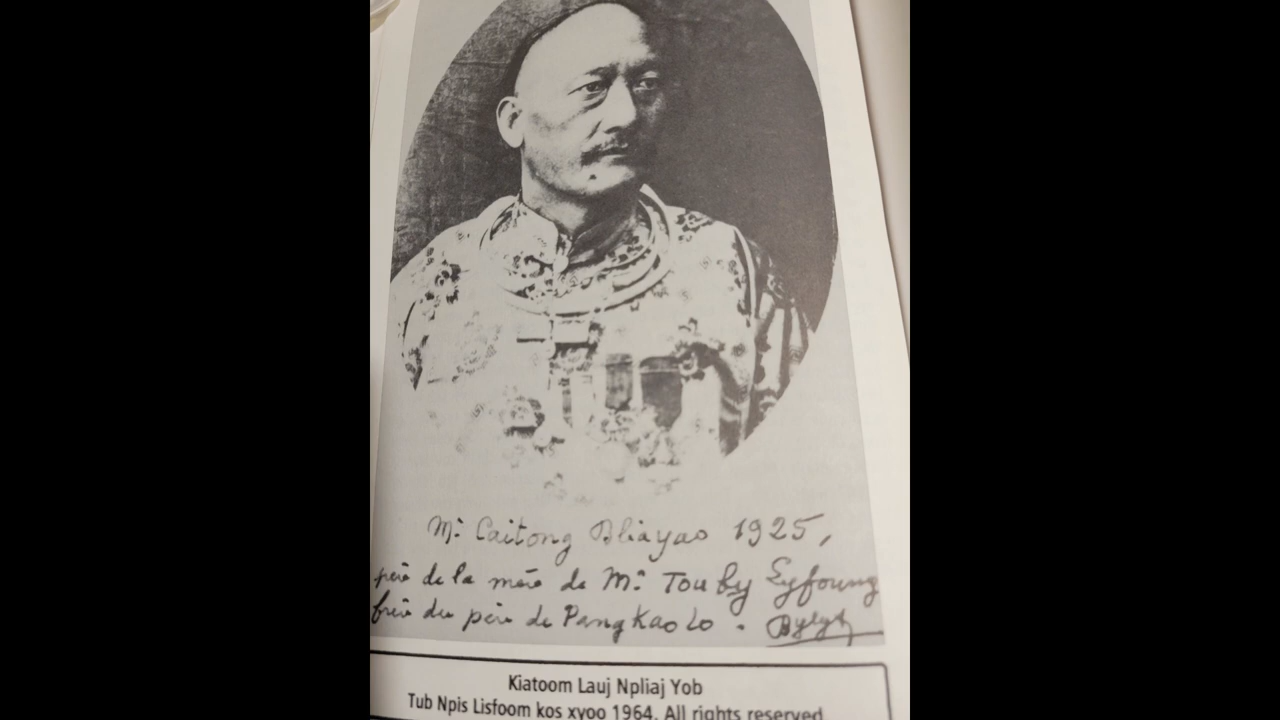 Mr Caitong Bliayao 1925,
père de la mère de Mr Touby Lyfoung
frère du père de Pangkao Lo.
Kiatoom Lauj Npliaj Yob
Tub Npis Lisfoom kos xyoo 1964. All rights reserved.